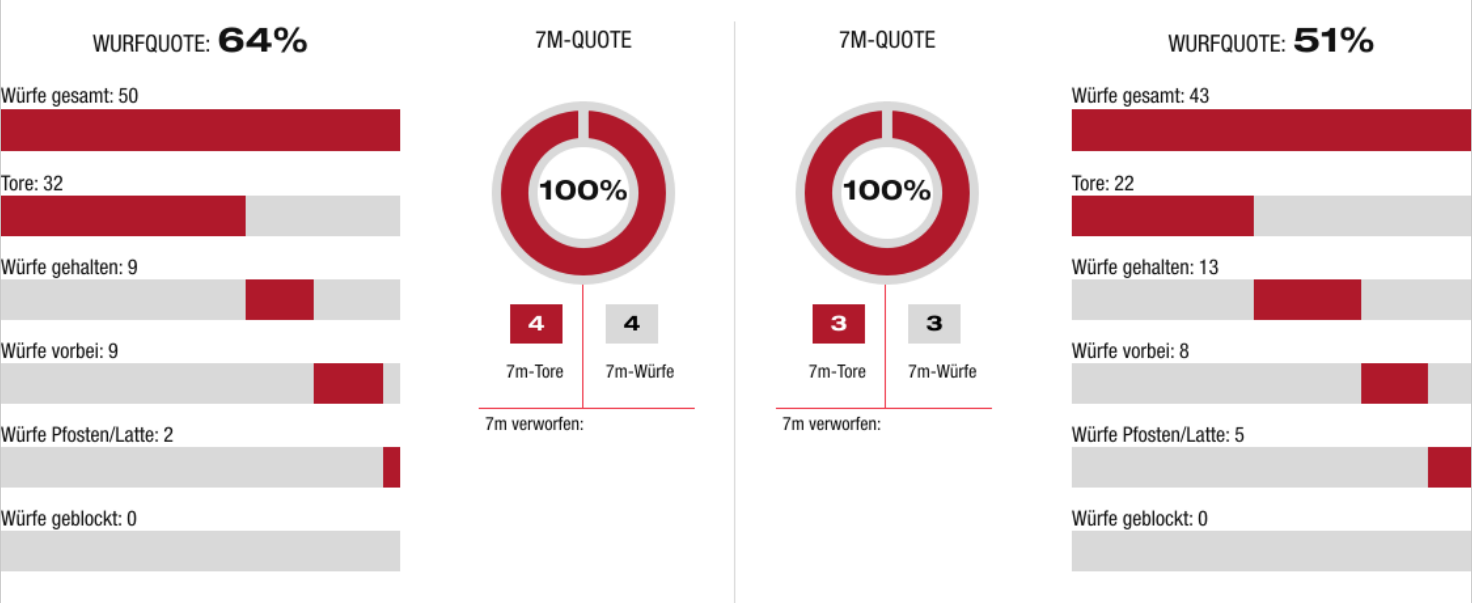 WURFQUOTE: 64%
Würfe gesamt: 50
Tore: 32
Würfe gehalten: 9
Würfe vorbei: 9
Würfe Pfosten/Latte: 2
Würfe geblockt: 0
7M-QUOTE
100%
4 4
7m-Tore 7m-Würfe
7m verworfen:
7M-QUOTE
100%
3 3
7m-Tore 7m-Würfe
7m verworfen:
WURFQUOTE: 51%
Würfe gesamt: 43
Tore: 22
Würfe gehalten: 13
Würfe vorbei: 8
Würfe Pfosten/Latte: 5
Würfe geblockt: 0